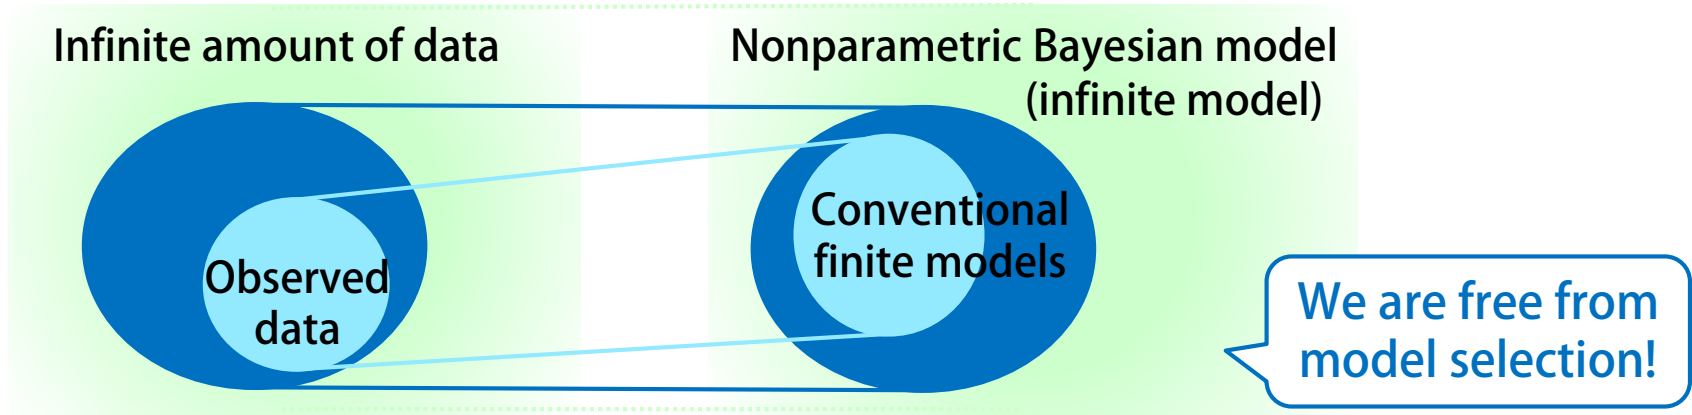 Infinite amount of data
Nonparametric Bayesian model
(infinite model)
Observed
data
Conventional
finite models
We are free from
model selection!